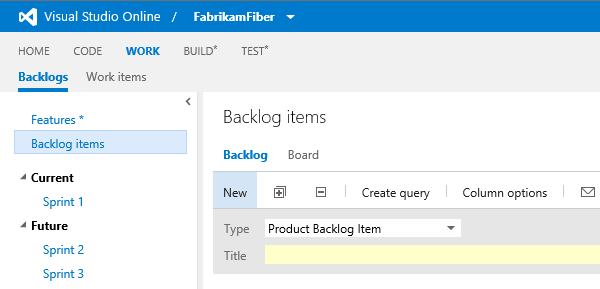 Visual Studio Online / FabrikamFiber
HOME CODE WORK BUILD* TEST*
Backlogs Work items
Features *
Backlog items
Current
Sprint 1
Future
Sprint 2
Sprint 3
Backlog items
Backlog Board
New Create query Column options
Type Product Backlog Item
Title